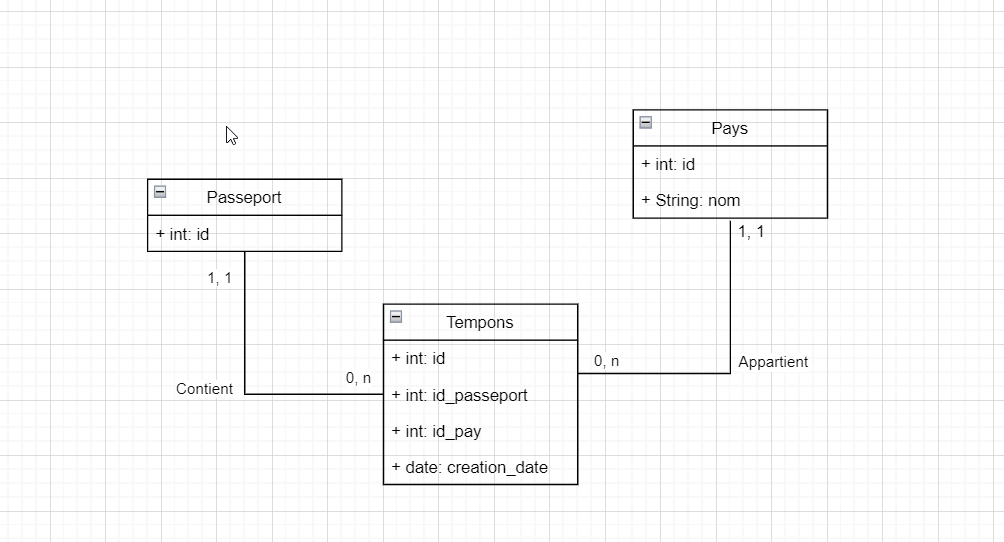 Pays
+ int: id
+ String: nom
1, 1
Passeport
+ int: id
1, 1
Contient
0, n
Tempons
+ int: id
+ int: id_passeport
+ int: id_pay
+ date: creation_date
0, n
Appartient